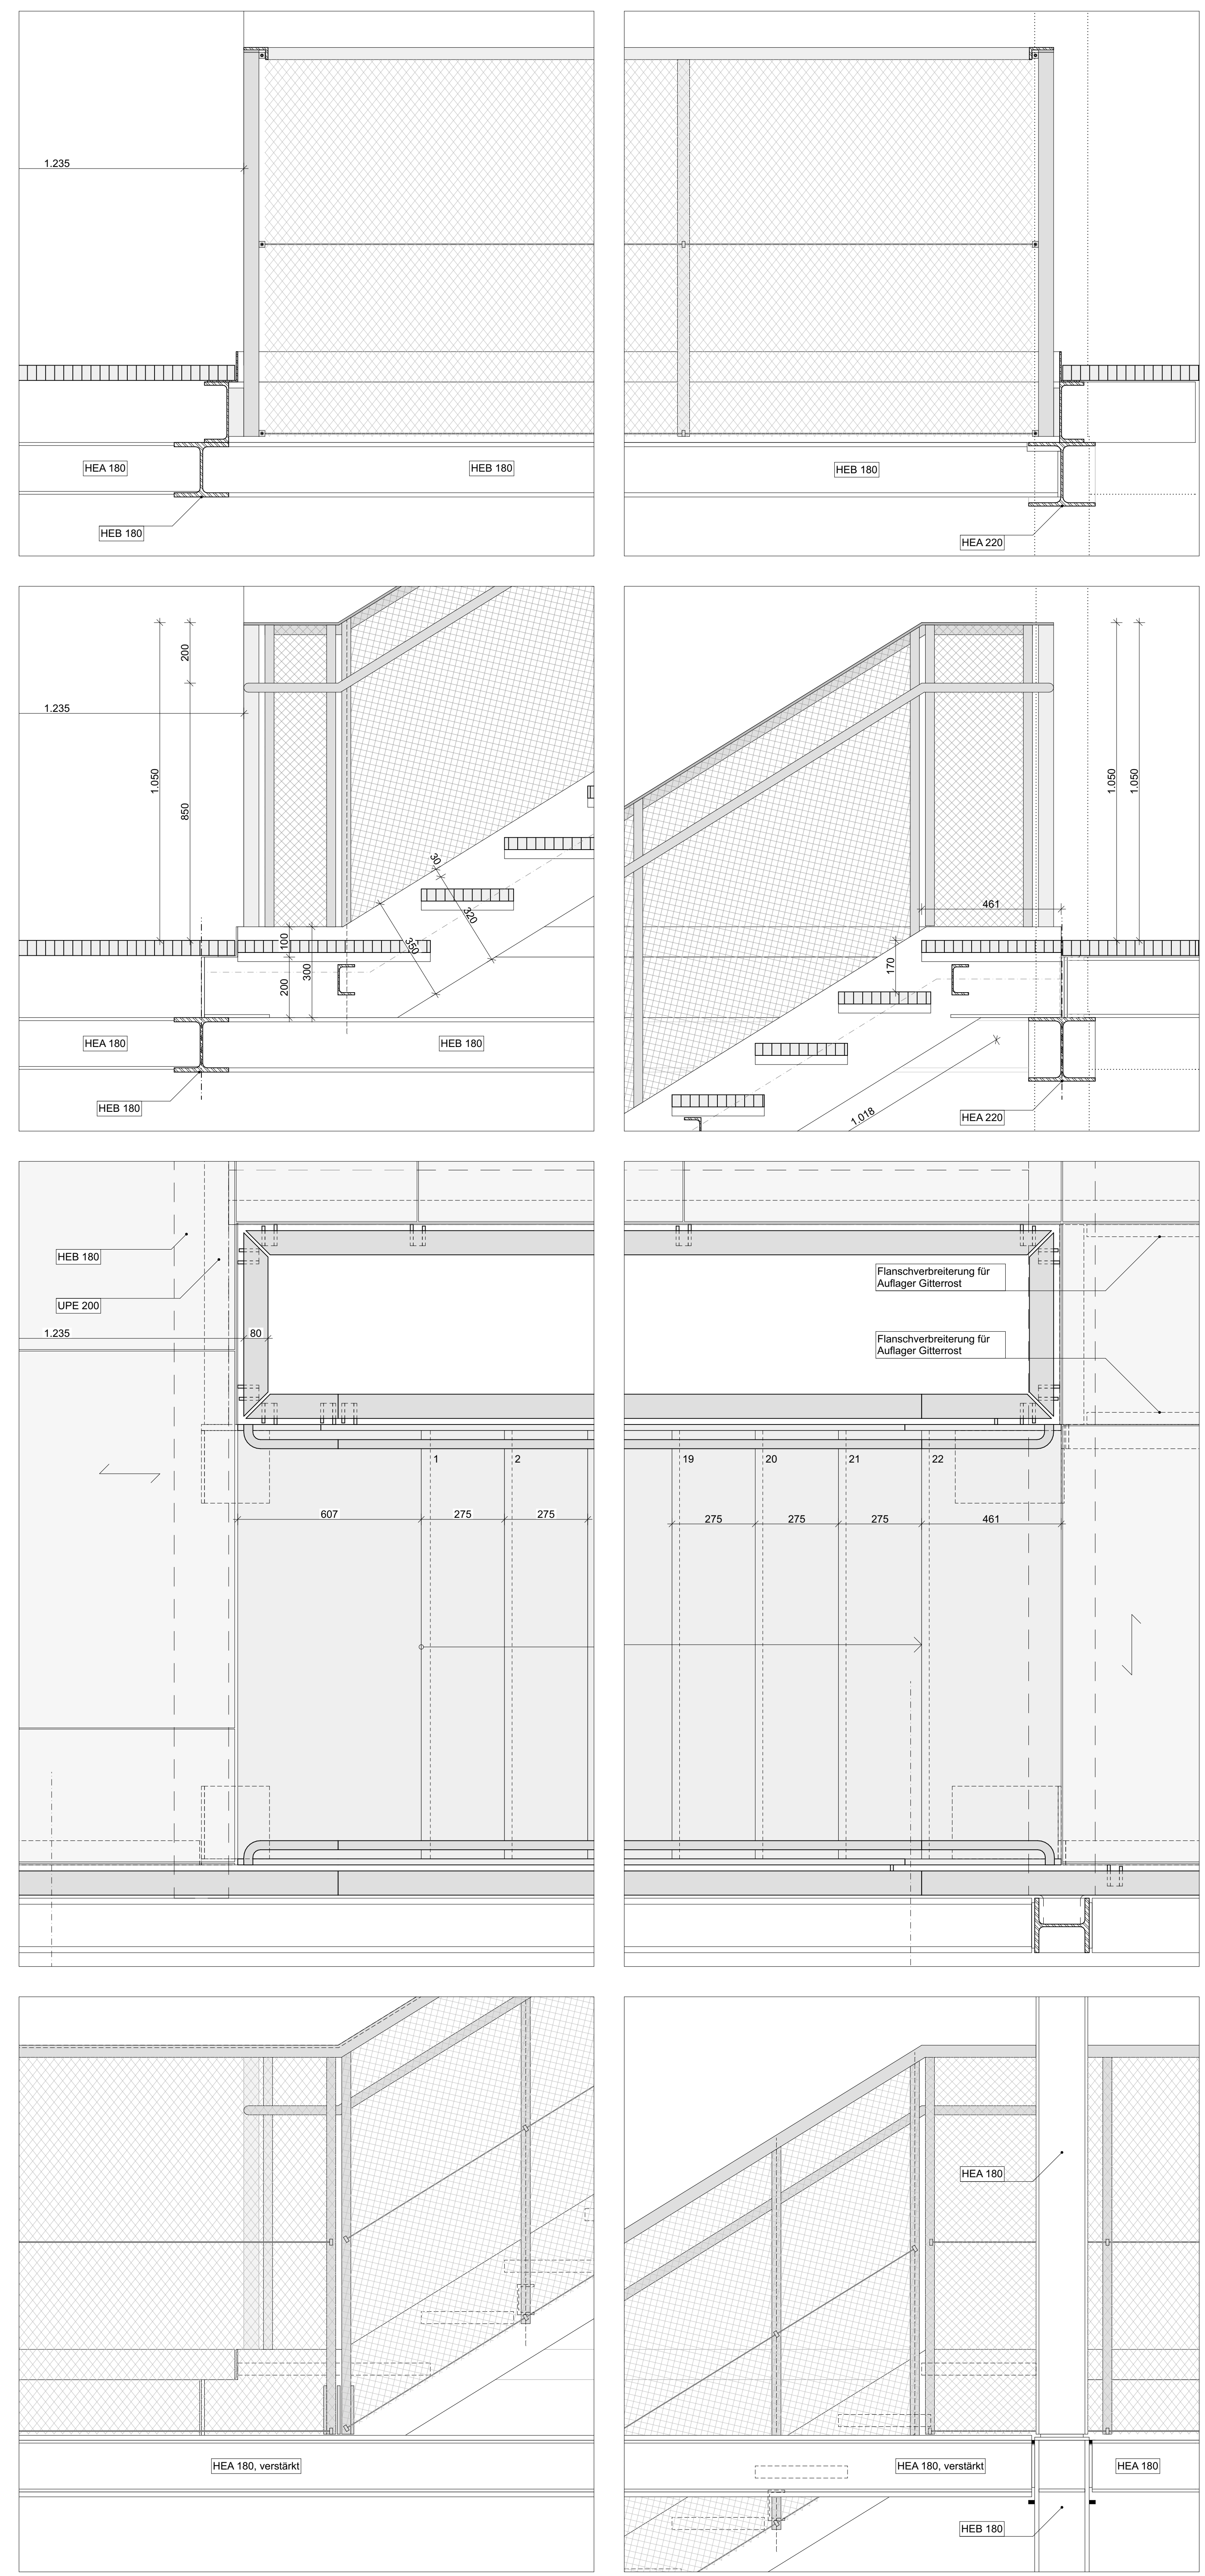 1.235
HEA 180
HEB 180
HEB 180
HEB 180
HEA 220
1.235
200
1.050
850
30
320
350
100
200
300
HEA 180
HEB 180
HEB 180
1.050
1.050
461
170
1.018
HEA 220
HEB 180
UPE 200
1.235
80
1
2
607
275
275
Flanschverbreiterung für
Auflager Gitterrost
Flanschverbreiterung für
Auflager Gitterrost
19
20
21
22
275
275
275
461
HEA 180, verstärkt
HEA 180
HEA 180, verstärkt
HEA 180
HEB 180